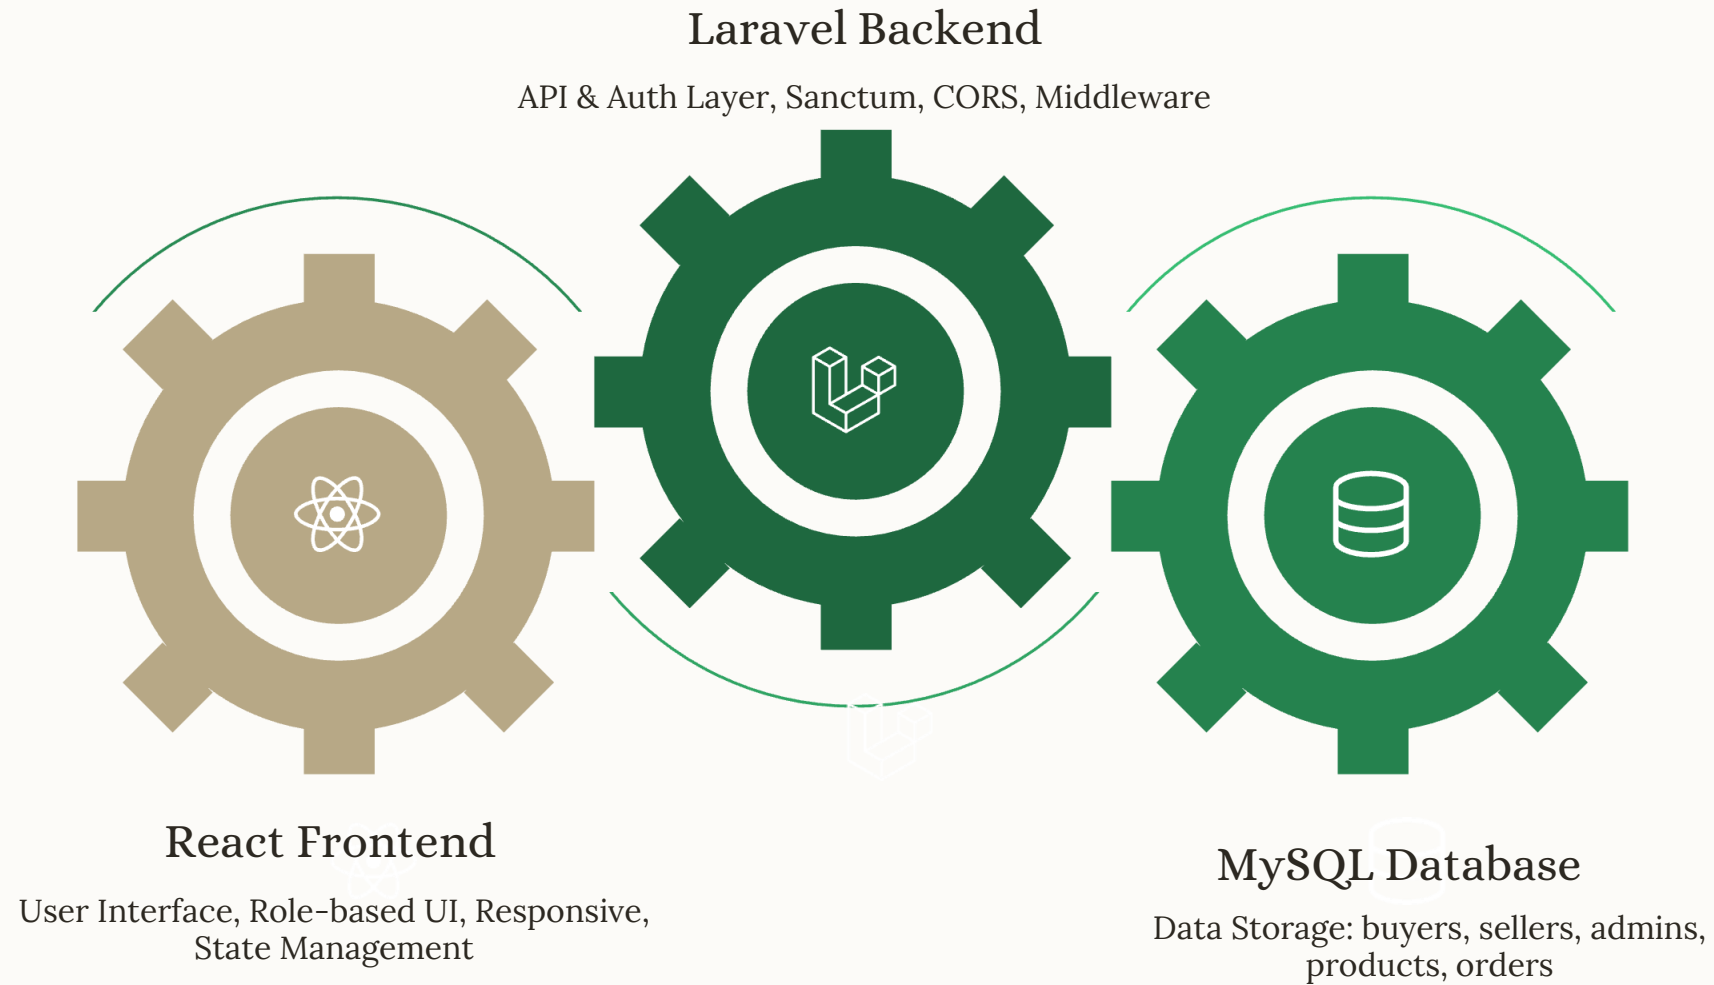 Laravel Backend
API & Auth Layer, Sanctum, CORS, Middleware
React Frontend
User Interface, Role-based UI, Responsive,
State Management
MySQL Database
Data Storage: buyers, sellers, admins,
products, orders